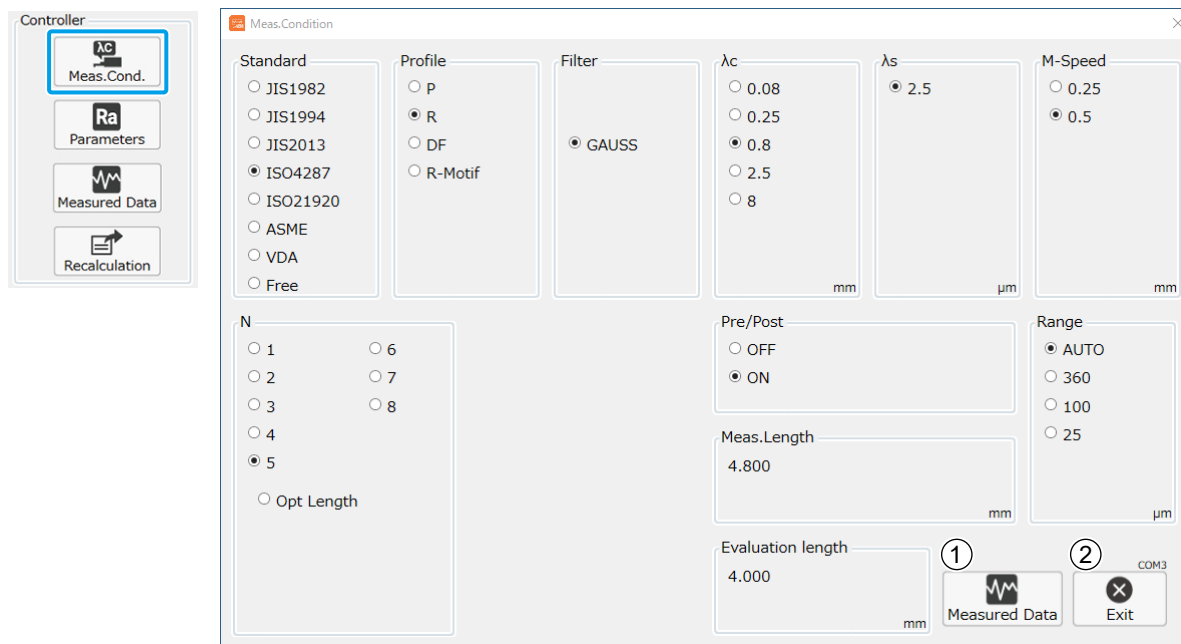 Controller
λC
Meas.Cond.
Ra
Parameters
Measured Data
Recalculation
Meas.Condition
Standard
JIS1982
JIS1994
JIS2013
ISO4287
ISO21920
ASME
VDA
Free
Profile
P
R
DF
R-Motif
Filter
GAUSS
λc
0.08
0.25
0.8
2.5
8
mm
λs
2.5
μm
M-Speed
0.25
0.5
mm
N
1
2
3
4
5
6
7
8
Opt Length
Pre/Post
OFF
ON
Range
AUTO
360
100
25
μm
Meas.Length
4.800
mm
Evaluation length
4.000
mm
①
Measured Data
②
COM3
Exit